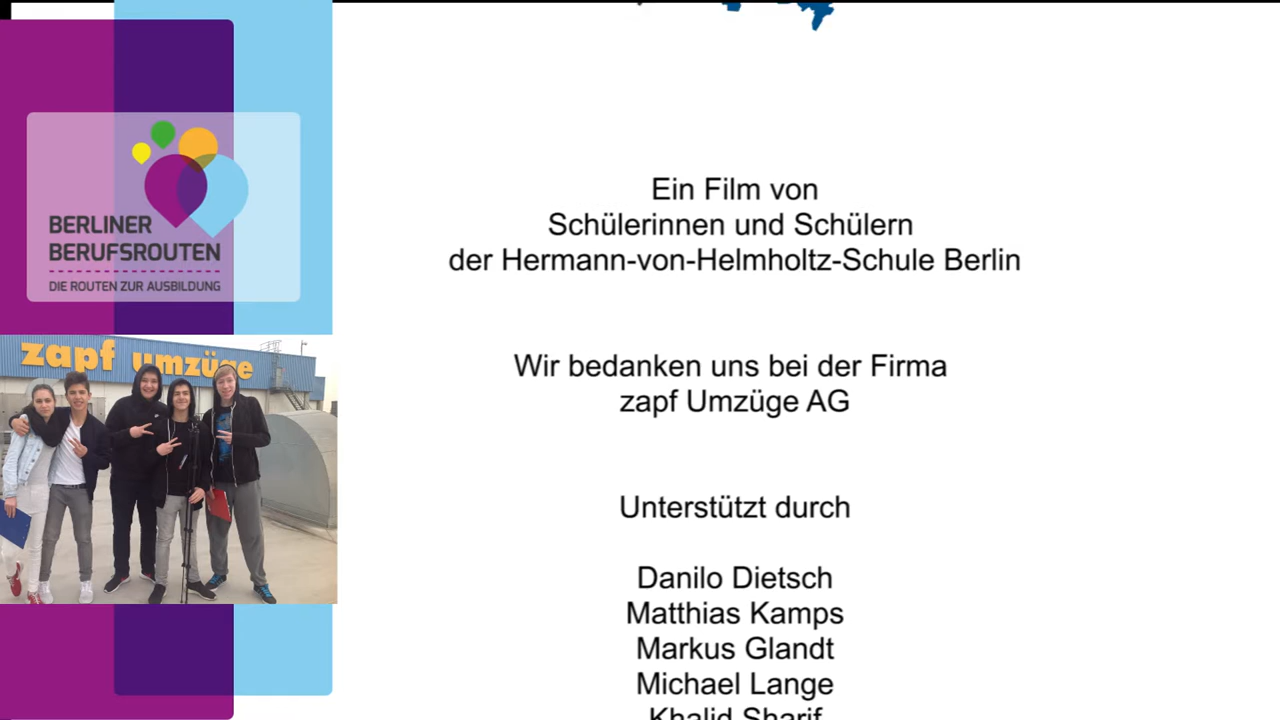 BERLINER
BERUFSROUTEN
DIE ROUTEN ZUR AUSBILDUNG
zapf umzüge
Ein Film von
Schülerinnen und Schülern
der Hermann-von-Helmholtz-Schule Berlin
Wir bedanken uns bei der Firma
zapf Umzüge AG
Unterstützt durch
Danilo Dietsch
Matthias Kamps
Markus Glandt
Michael Lange
Khalid Sharif